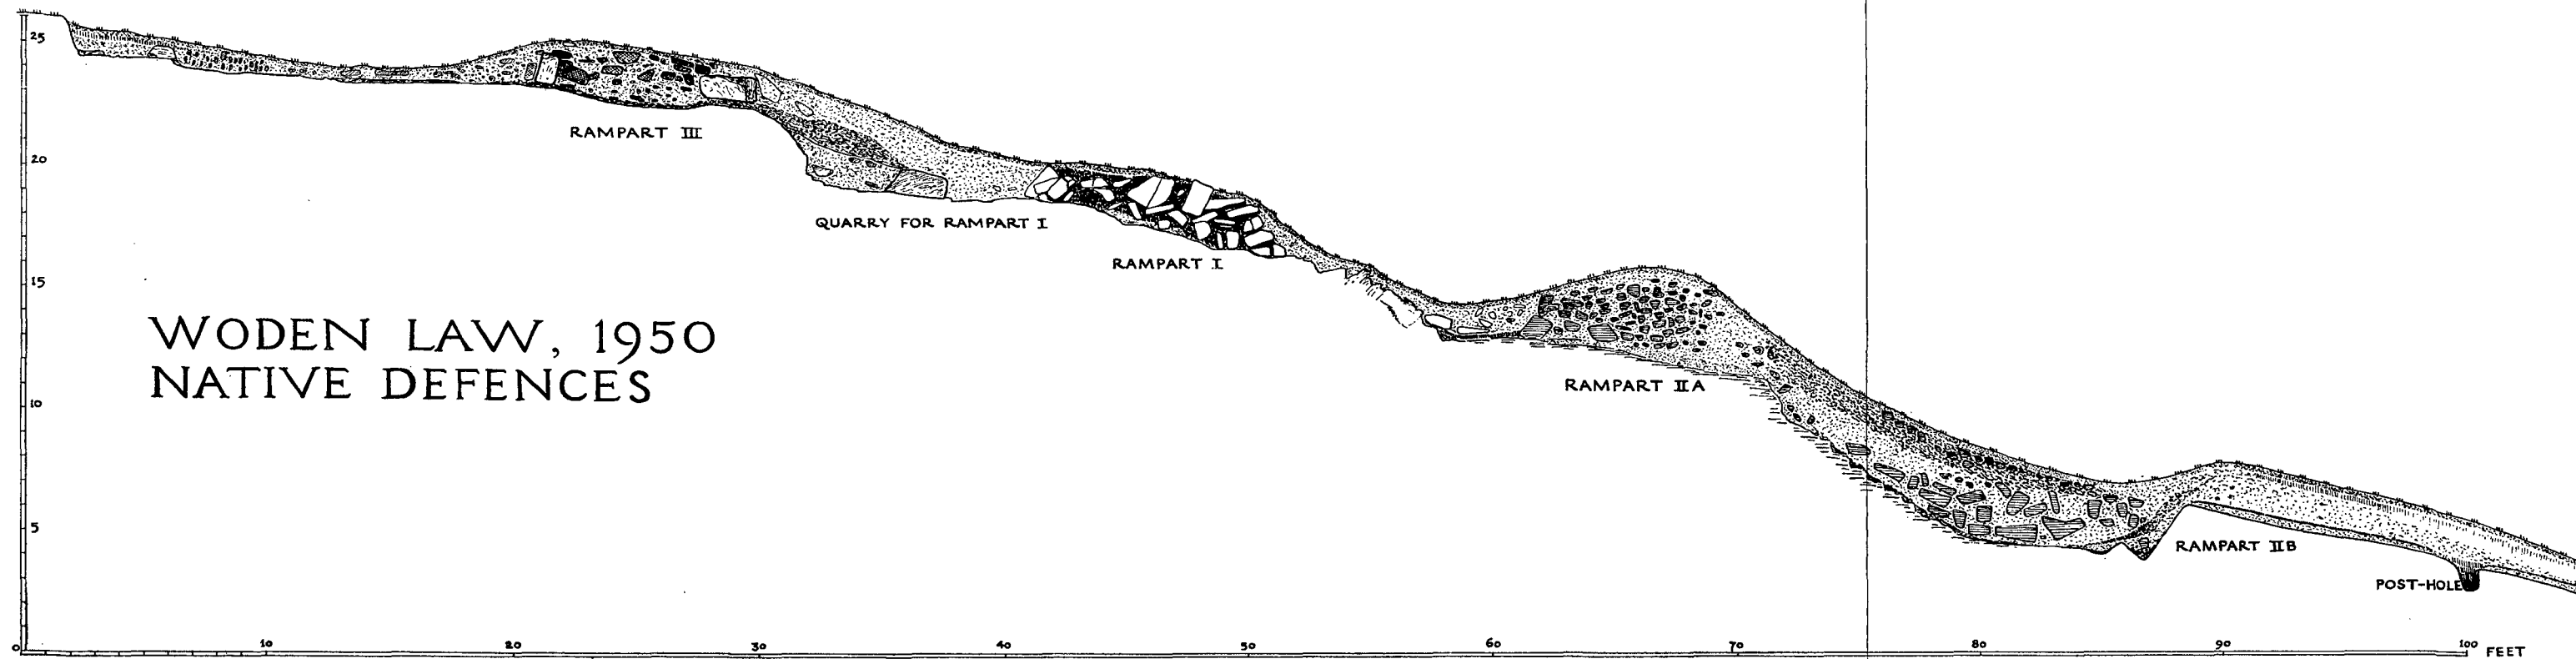 25
RAMPART III
20
QUARRY FOR RAMPART I
RAMPART I
15
WODEN LAW, 1950
NATIVE DEFENCES
RAMPART IIA
10
5
RAMPART IIB
POST-HOLE
0 10 20 30 40 50 60 70 80 90 100 FEET